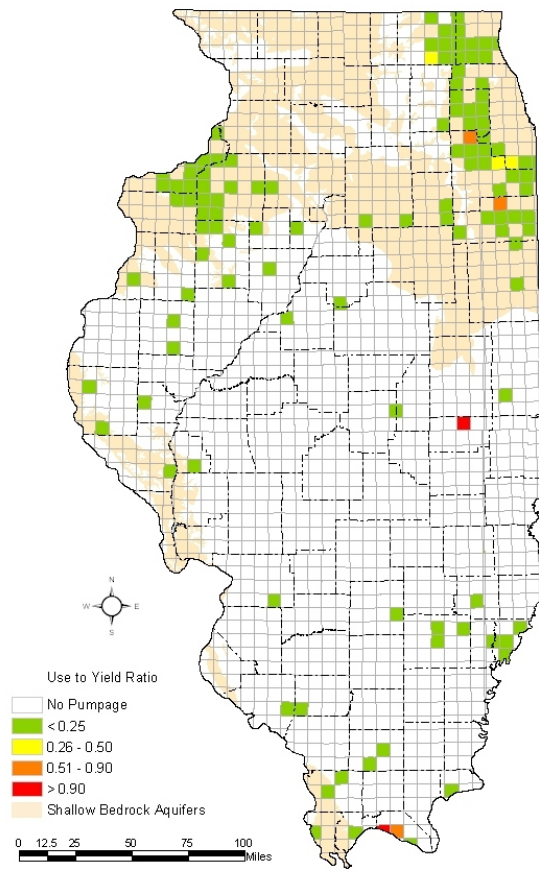 N
W E
S
Use to Yield Ratio
No Pumpage
< 0.25
0.26 - 0.50
0.51 - 0.90
> 0.90
Shallow Bedrock Aquifers
0 12.5 25 50 75 100
Miles